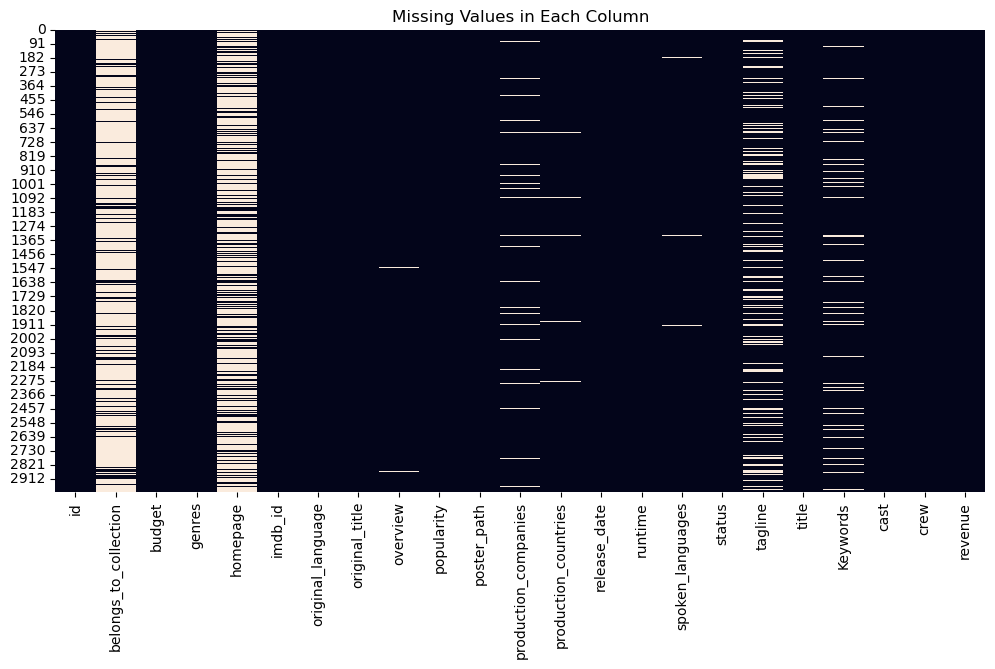 Missing Values in Each Column
0
91
182
273
364
455
546
637
728
819
910
1001
1092
1183
1274
1365
1456
1547
1638
1729
1820
1911
2002
2093
2184
2275
2366
2457
2548
2639
2730
2821
2912
id
belongs_to_collection
budget
genres
homepage
imdb_id
original_language
original_title
overview
popularity
poster_path
production_companies
production_countries
release_date
runtime
spoken_languages
status
tagline
title
Keywords
cast
crew
revenue